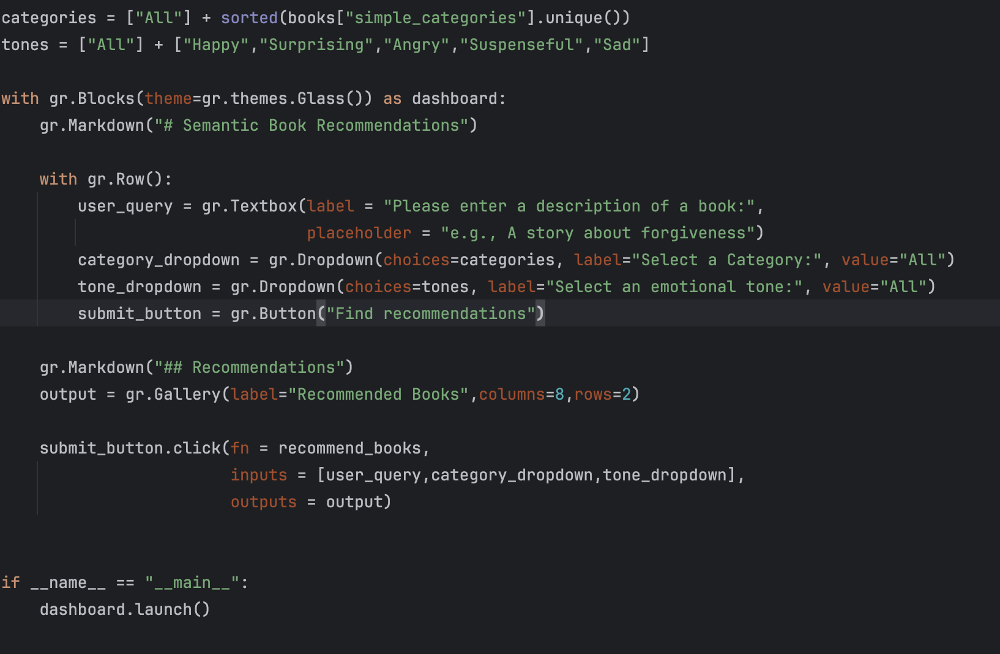 categories = ["All"] + sorted(books["simple_categories"].unique())
tones = ["All"] + ["Happy","Surprising","Angry","Suspenseful","Sad"]
with gr.Blocks(theme=gr.themes.Glass()) as dashboard:
    gr.Markdown("# Semantic Book Recommendations")
    with gr.Row():
        user_query = gr.Textbox(label = "Please enter a description of a book:",
                                placeholder = "e.g., A story about forgiveness")
        category_dropdown = gr.Dropdown(choices=categories, label="Select a Category:", value="All")
        tone_dropdown = gr.Dropdown(choices=tones, label="Select an emotional tone:", value="All")
        submit_button = gr.Button("Find recommendations")
    gr.Markdown("## Recommendations")
    output = gr.Gallery(label="Recommended Books",columns=8,rows=2)
    submit_button.click(fn = recommend_books,
                        inputs = [user_query,category_dropdown,tone_dropdown],
                        outputs = output)
if __name__ == "__main__":
    dashboard.launch()